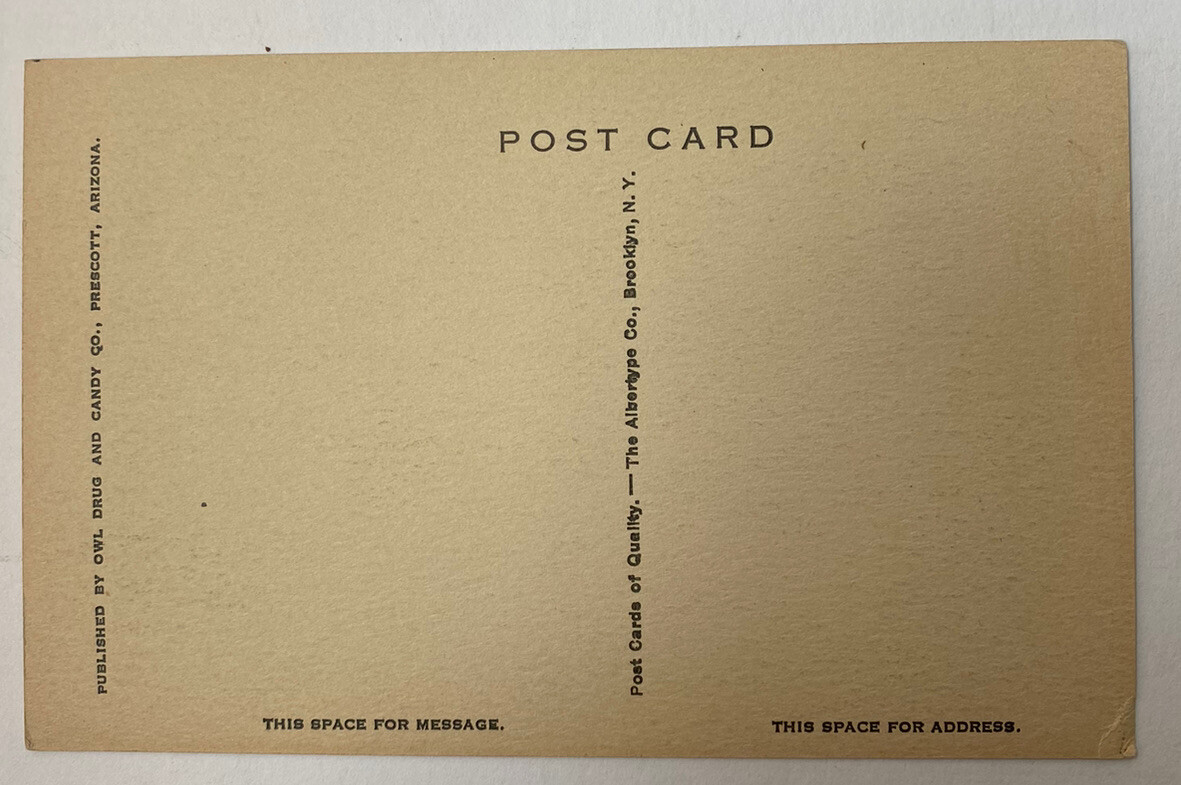 POST CARD
PUBLISHED BY OWL DRUG AND CANDY CO., PRESCOTT, ARIZONA.
Post Cards of Quality. — The Albertype Co., Brooklyn, N. Y.
THIS SPACE FOR MESSAGE.
THIS SPACE FOR ADDRESS.